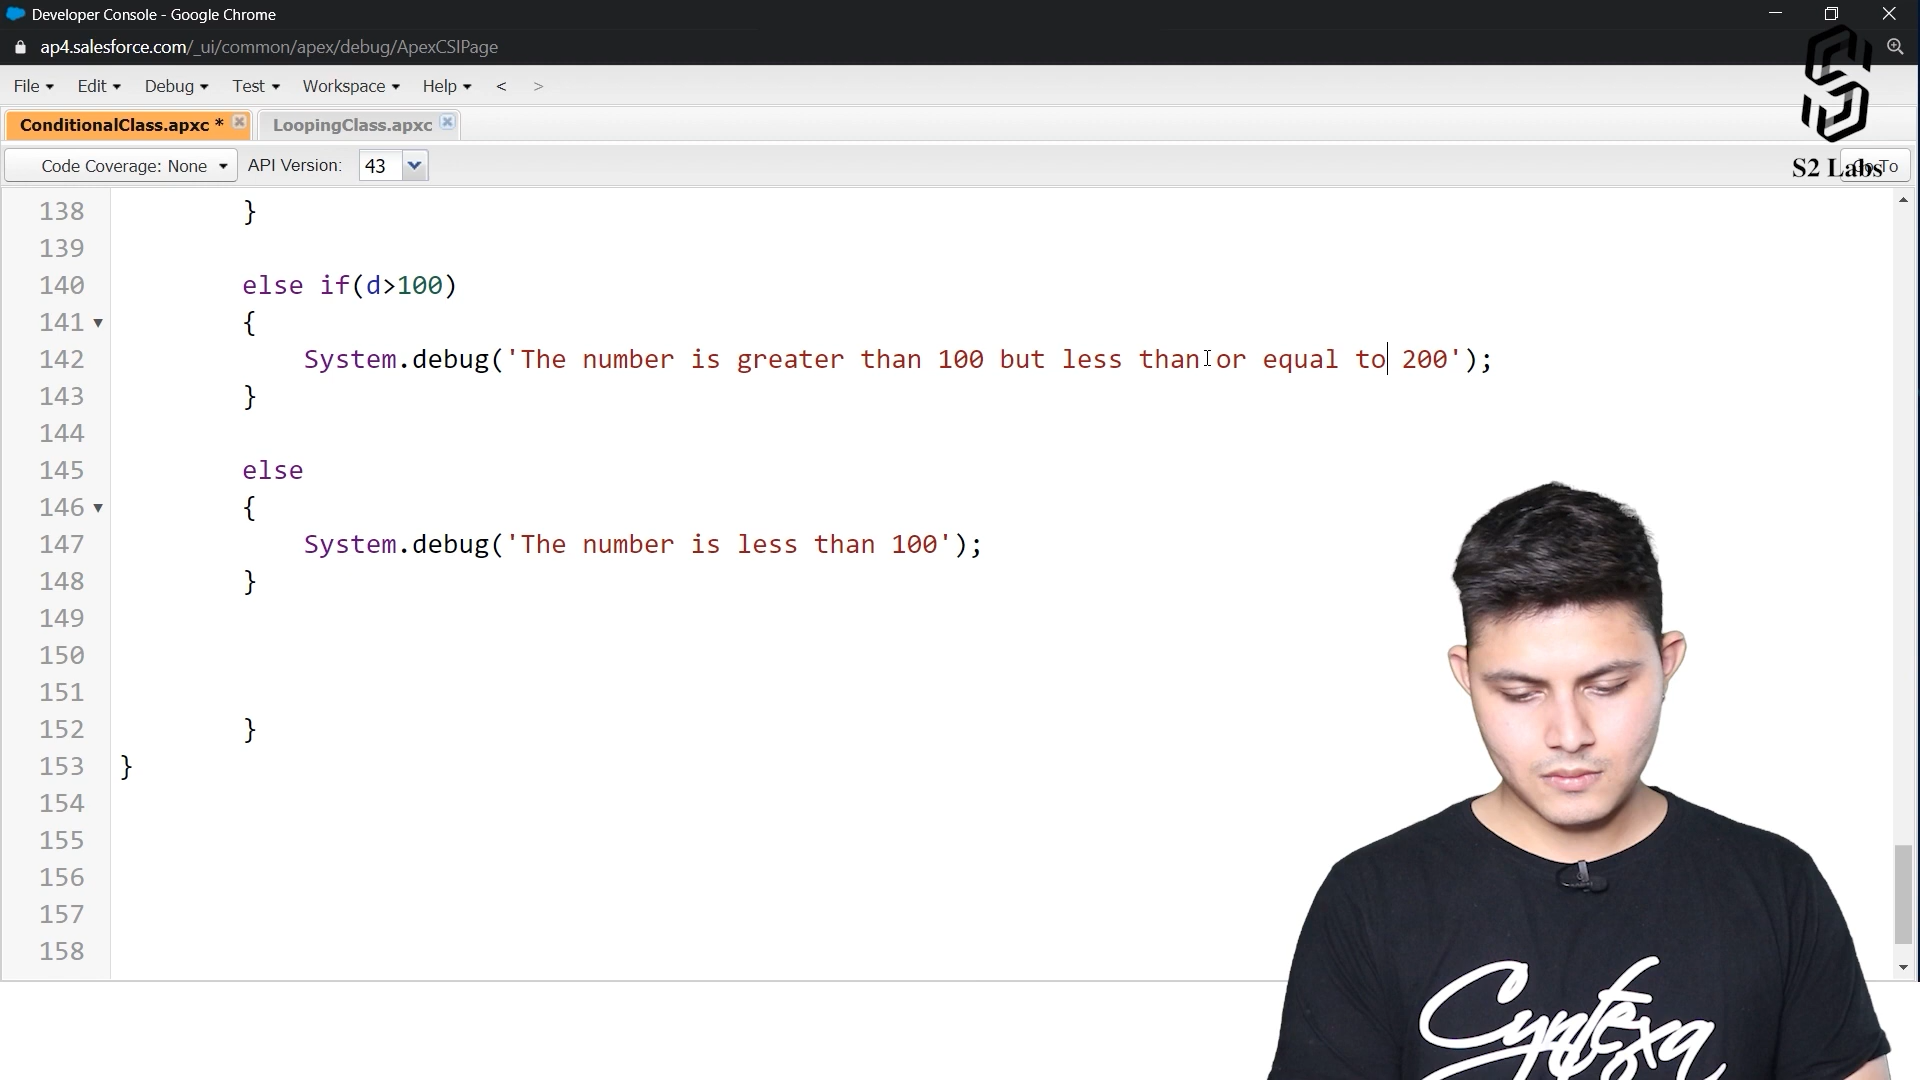 Developer Console - Google Chrome
ap4.salesforce.com/_ui/common/apex/debug/ApexCSIPage
File Edit Debug Test Workspace Help < >
ConditionalClass.apxc * LoopingClass.apxc
Code Coverage: None API Version: 43 Go To
S2 Labs
138 }
139
140 else if(d>100)
141 {
142 System.debug('The number is greater than 100 but less than or equal to 200');
143 }
144
145 else
146 {
147 System.debug('The number is less than 100');
148 }
149
150
151
152 }
153 }
154
155
156
157
158